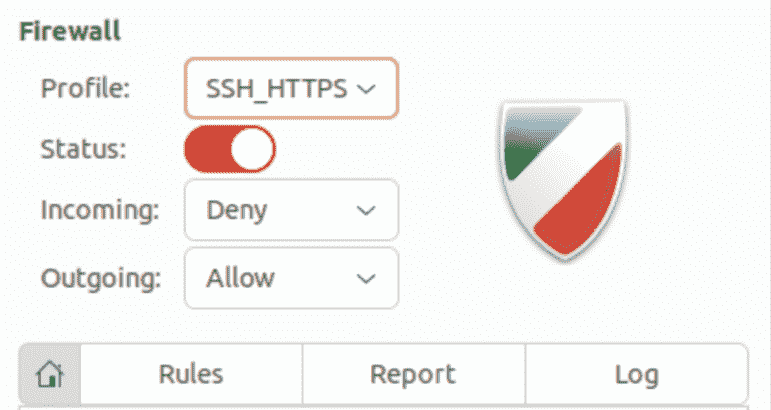 Firewall
Profile: SSH_HTTPS
Status:
Incoming: Deny
Outgoing: Allow
Rules Report Log